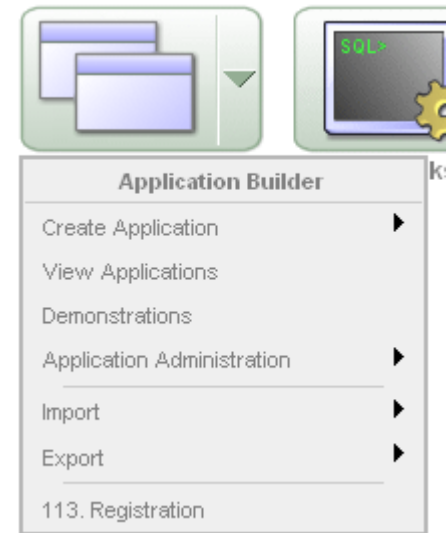 SQL>
Application Builder
Create Application
View Applications
Demonstrations
Application Administration
Import
Export
113. Registration